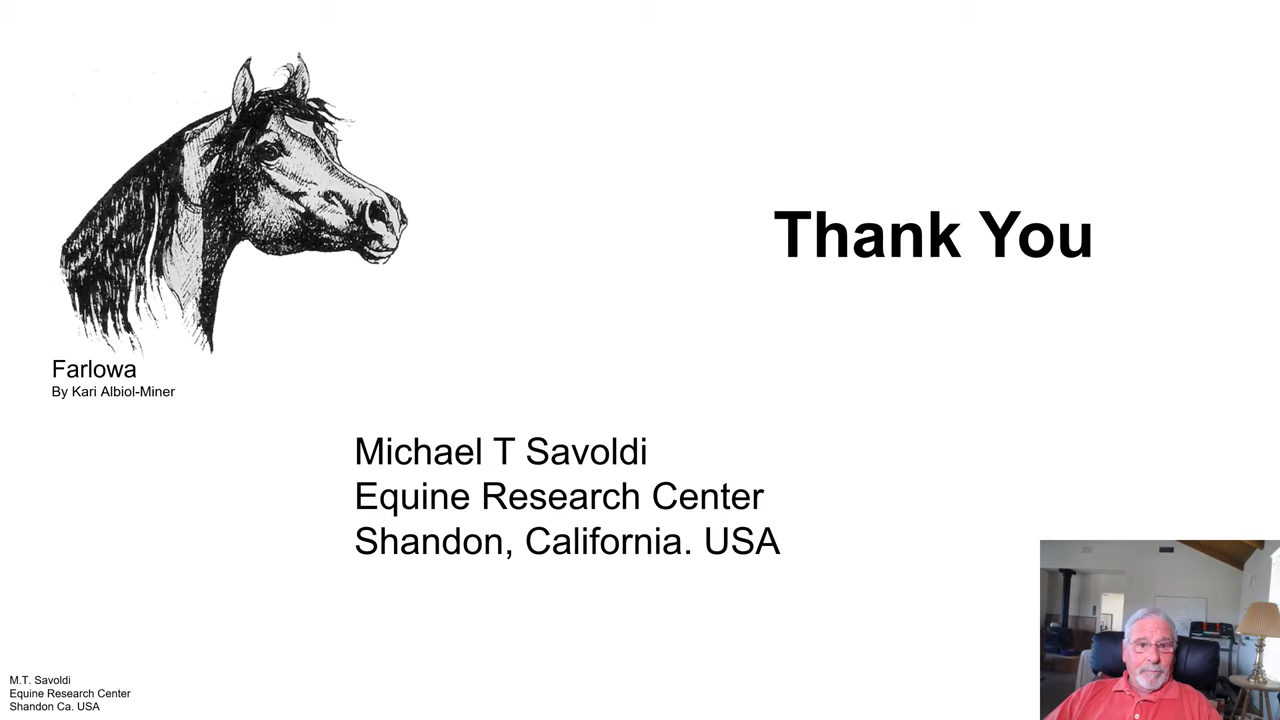 Thank You
Farlowa
By Kari Albiol-Miner
Michael T Savoldi
Equine Research Center
Shandon, California. USA
M.T. Savoldi
Equine Research Center
Shandon Ca. USA